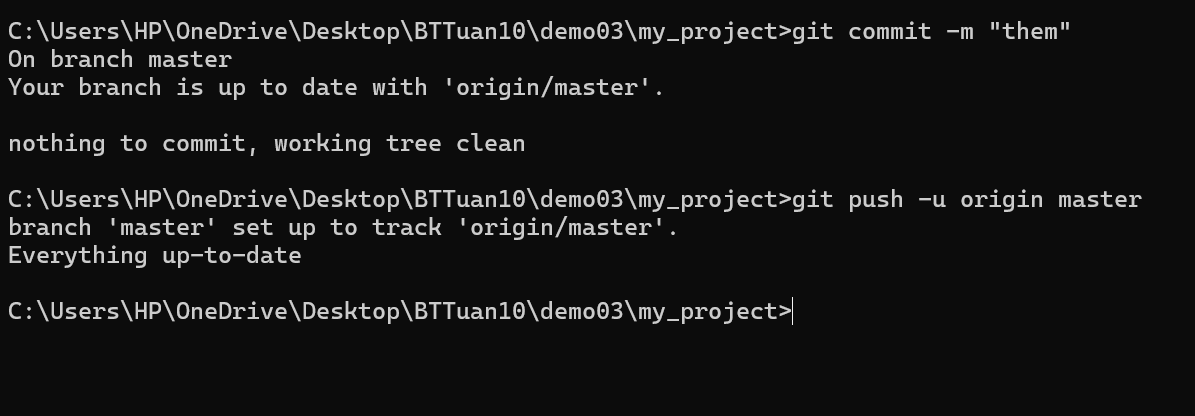 C:\Users\HP\OneDrive\Desktop\BTTuan10\demo03\my_project>git commit -m "them"
On branch master
Your branch is up to date with 'origin/master'.
nothing to commit, working tree clean
C:\Users\HP\OneDrive\Desktop\BTTuan10\demo03\my_project>git push -u origin master
branch 'master' set up to track 'origin/master'.
Everything up-to-date
C:\Users\HP\OneDrive\Desktop\BTTuan10\demo03\my_project>